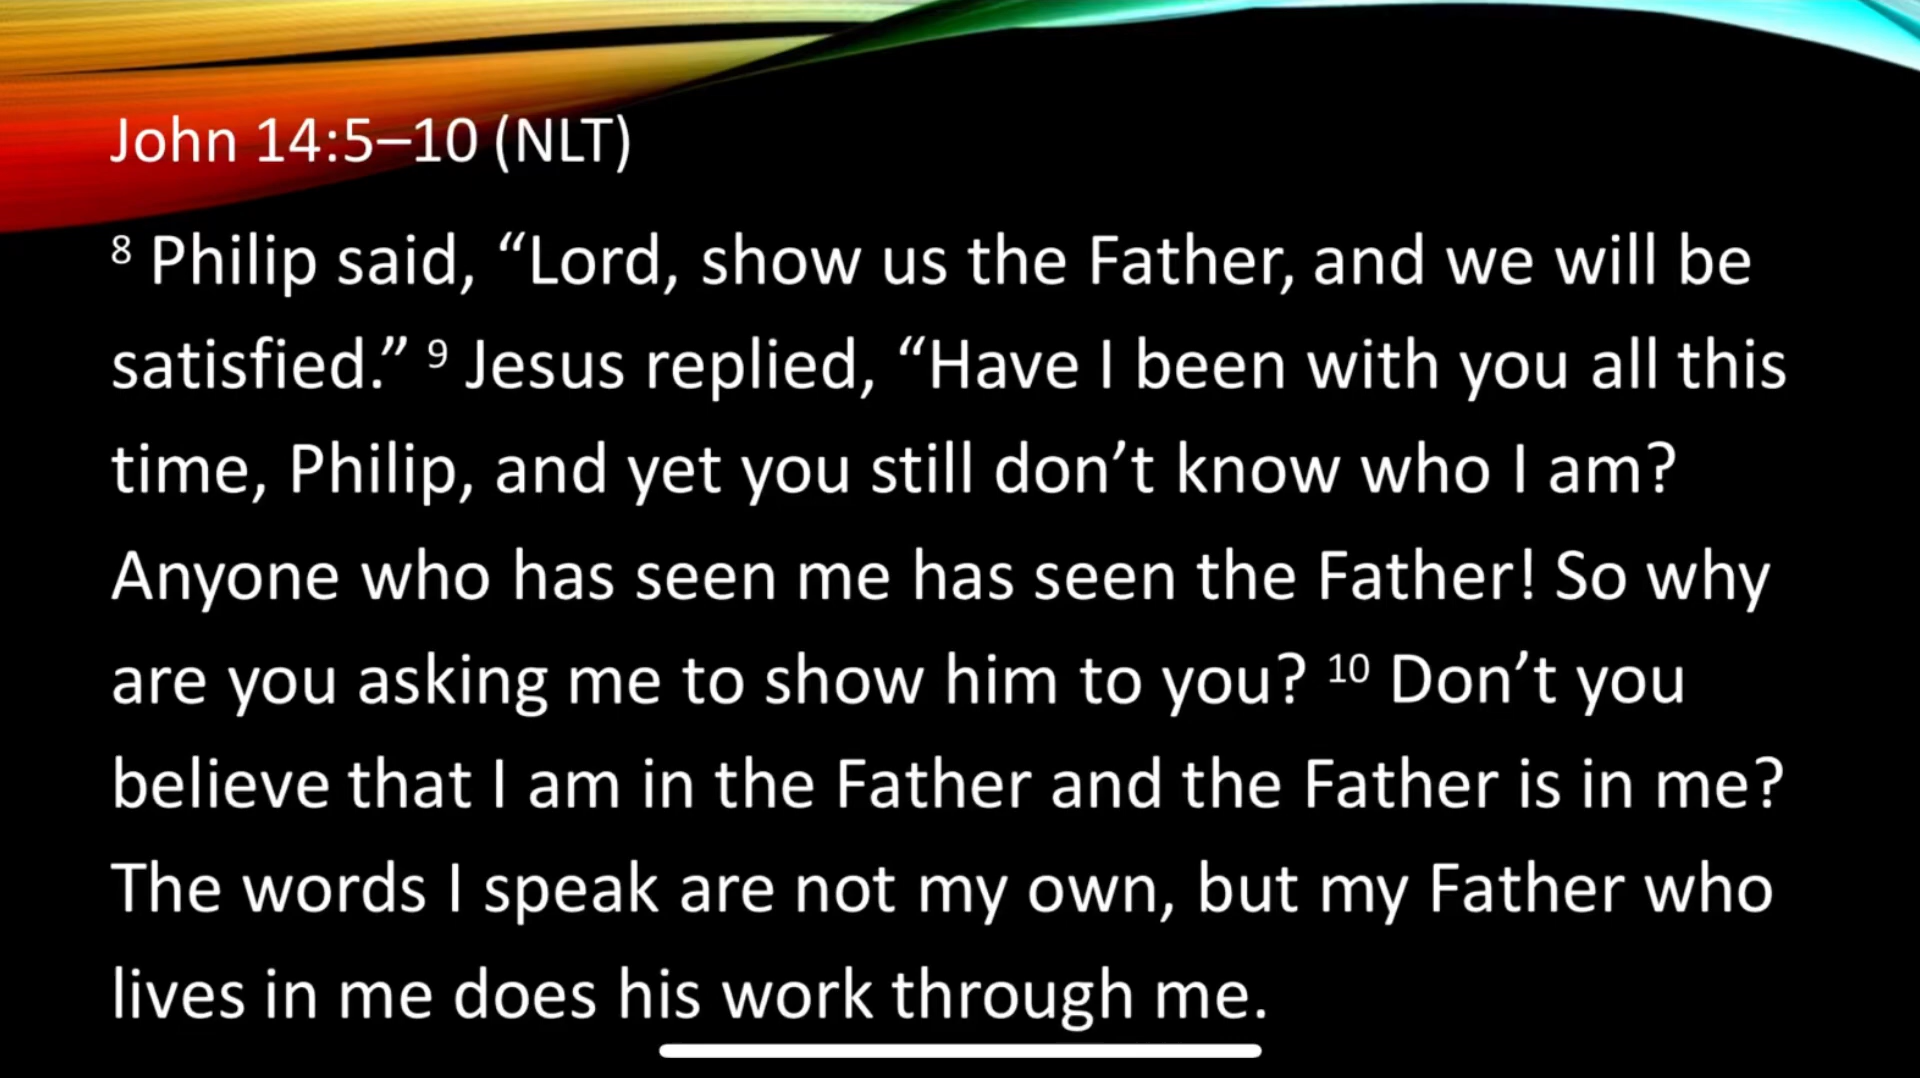 John 14:5–10 (NLT)
⁸ Philip said, “Lord, show us the Father, and we will be
satisfied.” ⁹ Jesus replied, “Have I been with you all this
time, Philip, and yet you still don’t know who I am?
Anyone who has seen me has seen the Father! So why
are you asking me to show him to you? ¹⁰ Don’t you
believe that I am in the Father and the Father is in me?
The words I speak are not my own, but my Father who
lives in me does his work through me.